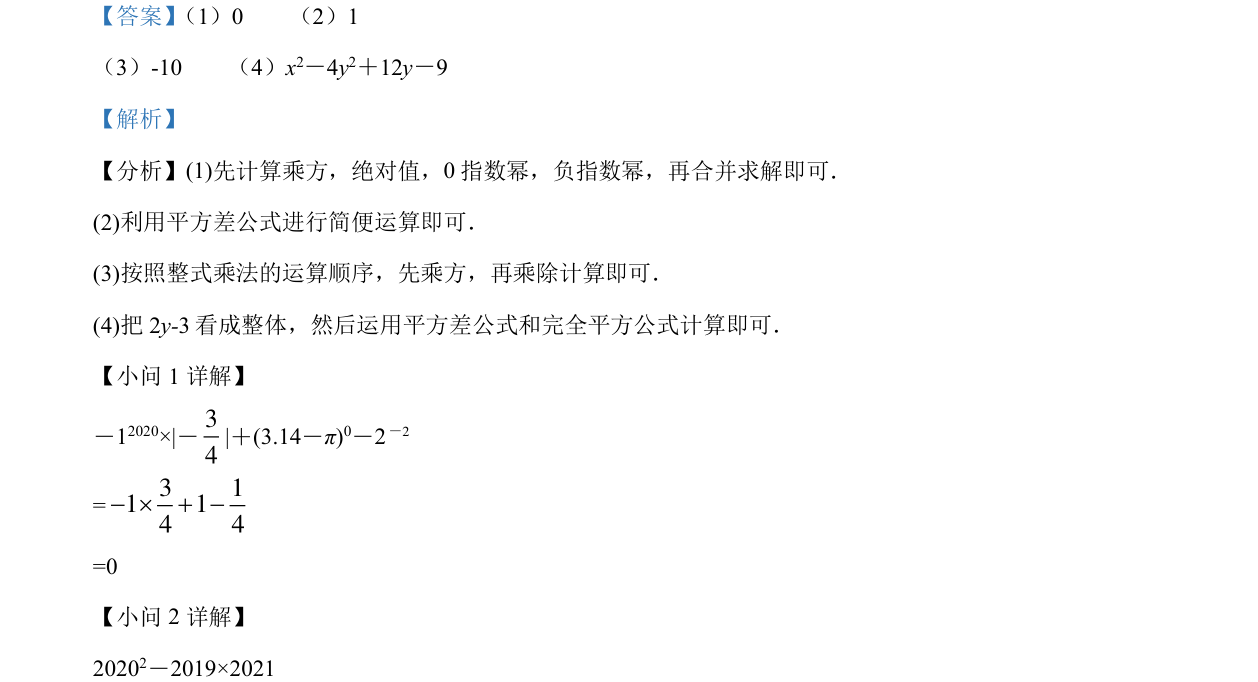 【答案】（1）0 （2）1
（3）-10 （4）x²－4y²＋12y－9
【解析】
【分析】(1)先计算乘方，绝对值，0 指数幂，负指数幂，再合并求解即可．
(2)利用平方差公式进行简便运算即可．
(3)按照整式乘法的运算顺序，先乘方，再乘除计算即可．
(4)把 2y-3 看成整体，然后运用平方差公式和完全平方公式计算即可．
【小问 1 详解】
－1²⁰²⁰×|－3/4|＋(3.14－π)⁰－2⁻²
=−1×3/4+1−1/4
=0
【小问 2 详解】
2020²－2019×2021